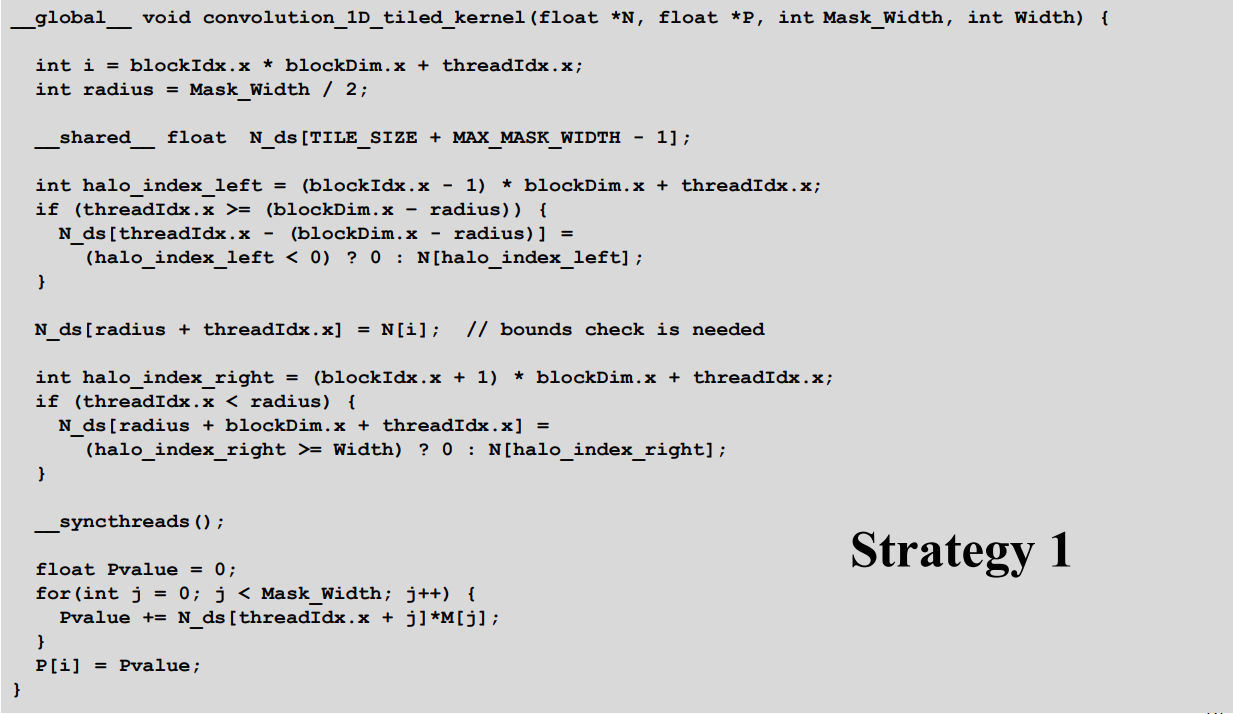 __global__ void convolution_1D_tiled_kernel(float *N, float *P, int Mask_Width, int Width) {
int i = blockIdx.x * blockDim.x + threadIdx.x;
int radius = Mask_Width / 2;
__shared__ float N_ds[TILE_SIZE + MAX_MASK_WIDTH - 1];
int halo_index_left = (blockIdx.x - 1) * blockDim.x + threadIdx.x;
if (threadIdx.x >= (blockDim.x – radius)) {
N_ds[threadIdx.x - (blockDim.x - radius)] =
(halo_index_left < 0) ? 0 : N[halo_index_left];
}
N_ds[radius + threadIdx.x] = N[i]; // bounds check is needed
int halo_index_right = (blockIdx.x + 1) * blockDim.x + threadIdx.x;
if (threadIdx.x < radius) {
N_ds[radius + blockDim.x + threadIdx.x] =
(halo_index_right >= Width) ? 0 : N[halo_index_right];
}
__syncthreads();
Strategy 1
float Pvalue = 0;
for(int j = 0; j < Mask_Width; j++) {
Pvalue += N_ds[threadIdx.x + j]*M[j];
}
P[i] = Pvalue;
}